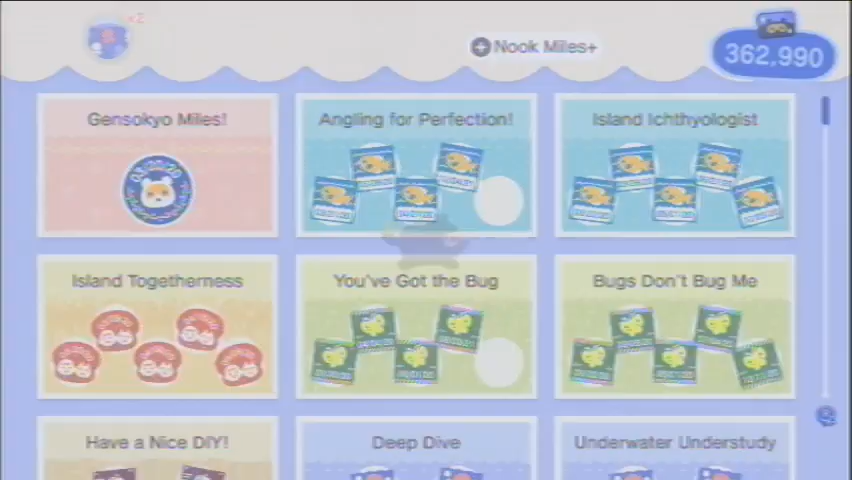 x2
Nook Miles+
362,990
Gensokyo Miles!
Angling for Perfection!
Island Ichthyologist
Island Togetherness
You've Got the Bug
Bugs Don't Bug Me
Have a Nice DIY!
Deep Dive
Underwater Understudy